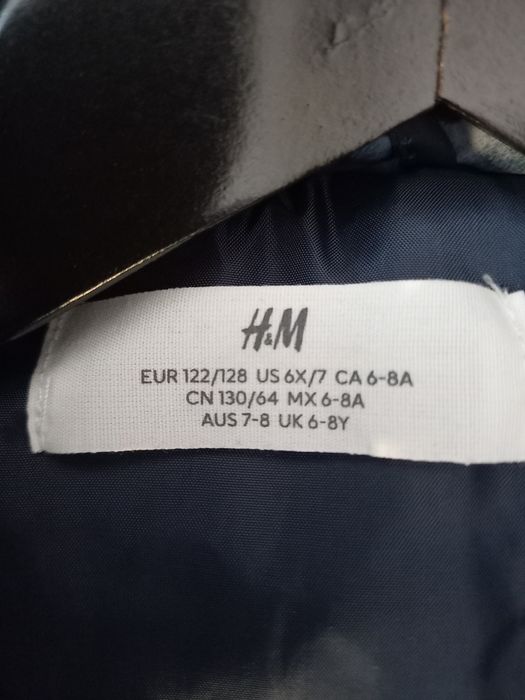 H&M
EUR 122/128 US 6X/7 CA 6-8A
CN 130/64 MX 6-8A
AUS 7-8 UK 6-8Y